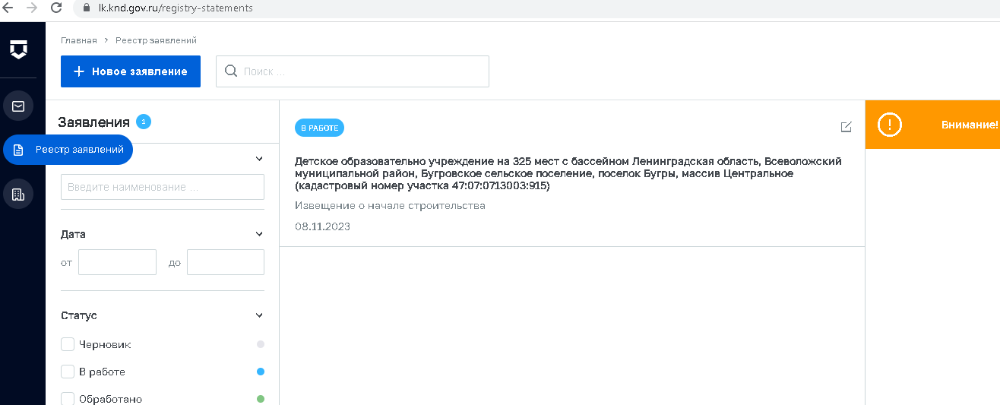 lk.knd.gov.ru/registry-statements
Главная > Реестр заявлений
+ Новое заявление
Поиск ...
Заявления 1
Реестр заявлений
Введите наименование ...
Дата
от
до
Статус
Черновик
В работе
Обработано
В РАБОТЕ
Детское образовательно учреждение на 325 мест с бассейном Ленинградская область, Всеволожский
муниципальной район, Бугровское сельское поселение, поселок Бугры, массив Центральное
(кадастровый номер участка 47:07:0713003:915)
Извещение о начале строительства
08.11.2023
Внимание!